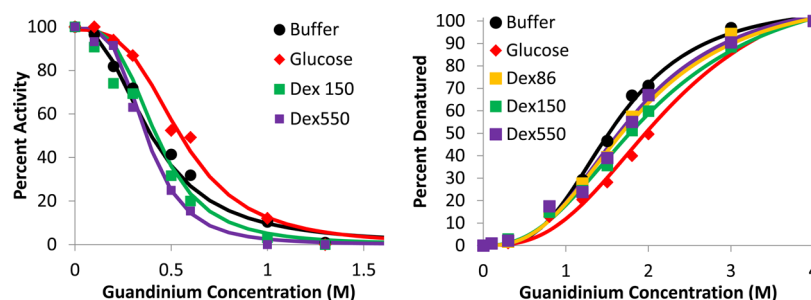 Percent Activity
100
80
60
40
20
0
0
0.5
1
1.5
Guandinium Concentration (M)
Buffer
Glucose
Dex 150
Dex550
Percent Denatured
100
90
80
70
60
50
40
30
20
10
0
0
1
2
3
4
Guanidinium Concentration (M)
Buffer
Glucose
Dex86
Dex150
Dex550